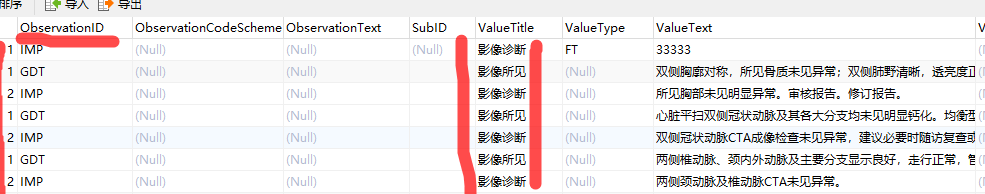 排序 导入 导出
ObservationID ObservationCodeScheme ObservationText SubID ValueTitle ValueType ValueText
1 IMP (Null) (Null) (Null) 影像诊断 FT 33333
1 GDT (Null) (Null) 影像所见 (Null) 双侧胸廓对称，所见骨质未见异常；双侧肺野清晰，透亮度正
2 IMP (Null) (Null) 影像诊断 (Null) 所见胸部未见明显异常。审核报告。修订报告。
1 GDT (Null) (Null) 影像所见 (Null) 心脏平扫双侧冠状动脉及其各大分支均未见明显钙化。均衡型
2 IMP (Null) (Null) 影像诊断 (Null) 双侧冠状动脉CTA成像检查未见异常，建议必要时随访复查或
1 GDT (Null) (Null) 影像所见 (Null) 两侧椎动脉、颈内外动脉及主要分支显示良好，走行正常，管
2 IMP (Null) (Null) 影像诊断 (Null) 两侧颈动脉及椎动脉CTA未见异常。